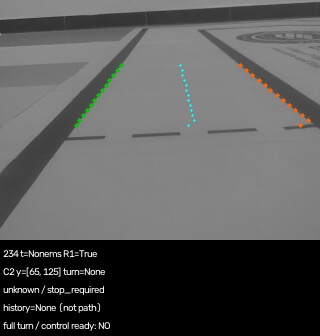 234 t=Nonems R1=True
C2 y=[65, 125] turn=None
unknown / stop_required
history=None (not path)
full turn / control ready: NO